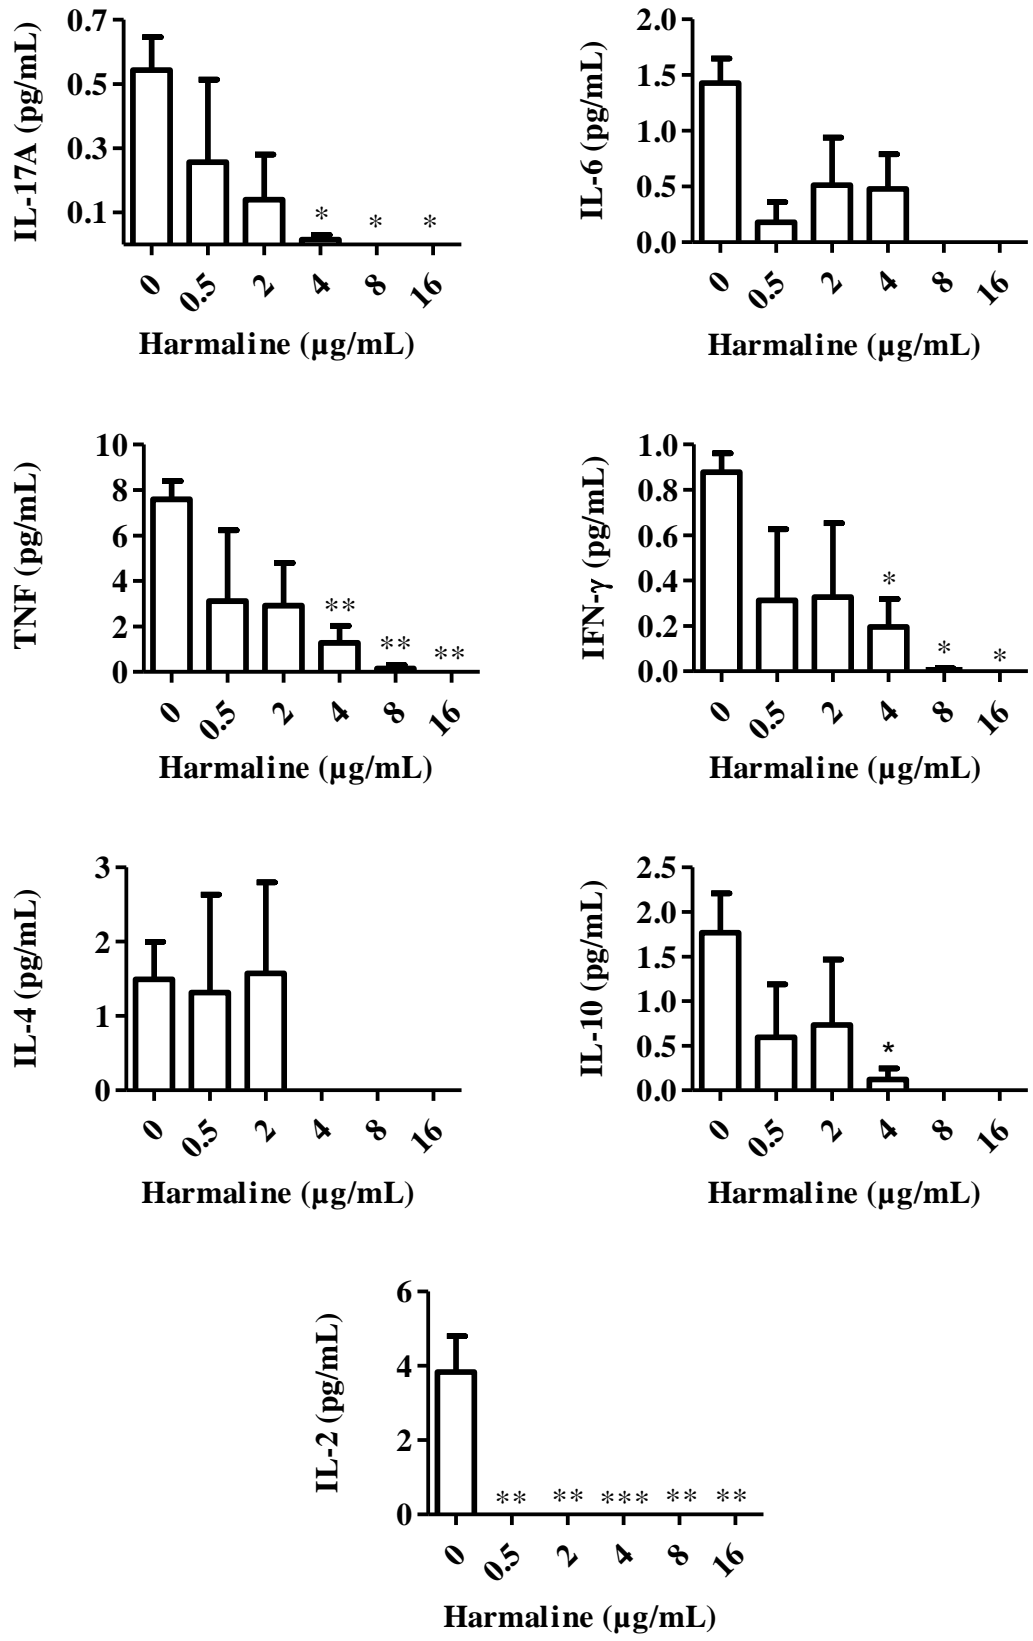 IL-17A (pg/mL)
0.7
0.5
0.3
0.1
* * *
0 0.5 2 4 8 16
Harmaline (µg/mL)
IL-6 (pg/mL)
2.0
1.5
1.0
0.5
0.0
0 0.5 2 4 8 16
Harmaline (µg/mL)
TNF (pg/mL)
10
8
6
4
2
0
** ** **
0 0.5 2 4 8 16
Harmaline (µg/mL)
IFN-γ (pg/mL)
1.0
0.8
0.6
0.4
0.2
0.0
* * *
0 0.5 2 4 8 16
Harmaline (µg/mL)
IL-4 (pg/mL)
3
2
1
0
0 0.5 2 4 8 16
Harmaline (µg/mL)
IL-10 (pg/mL)
2.5
2.0
1.5
1.0
0.5
0.0
*
0 0.5 2 4 8 16
Harmaline (µg/mL)
IL-2 (pg/mL)
6
4
2
0
** ** *** ** **
0 0.5 2 4 8 16
Harmaline (µg/mL)